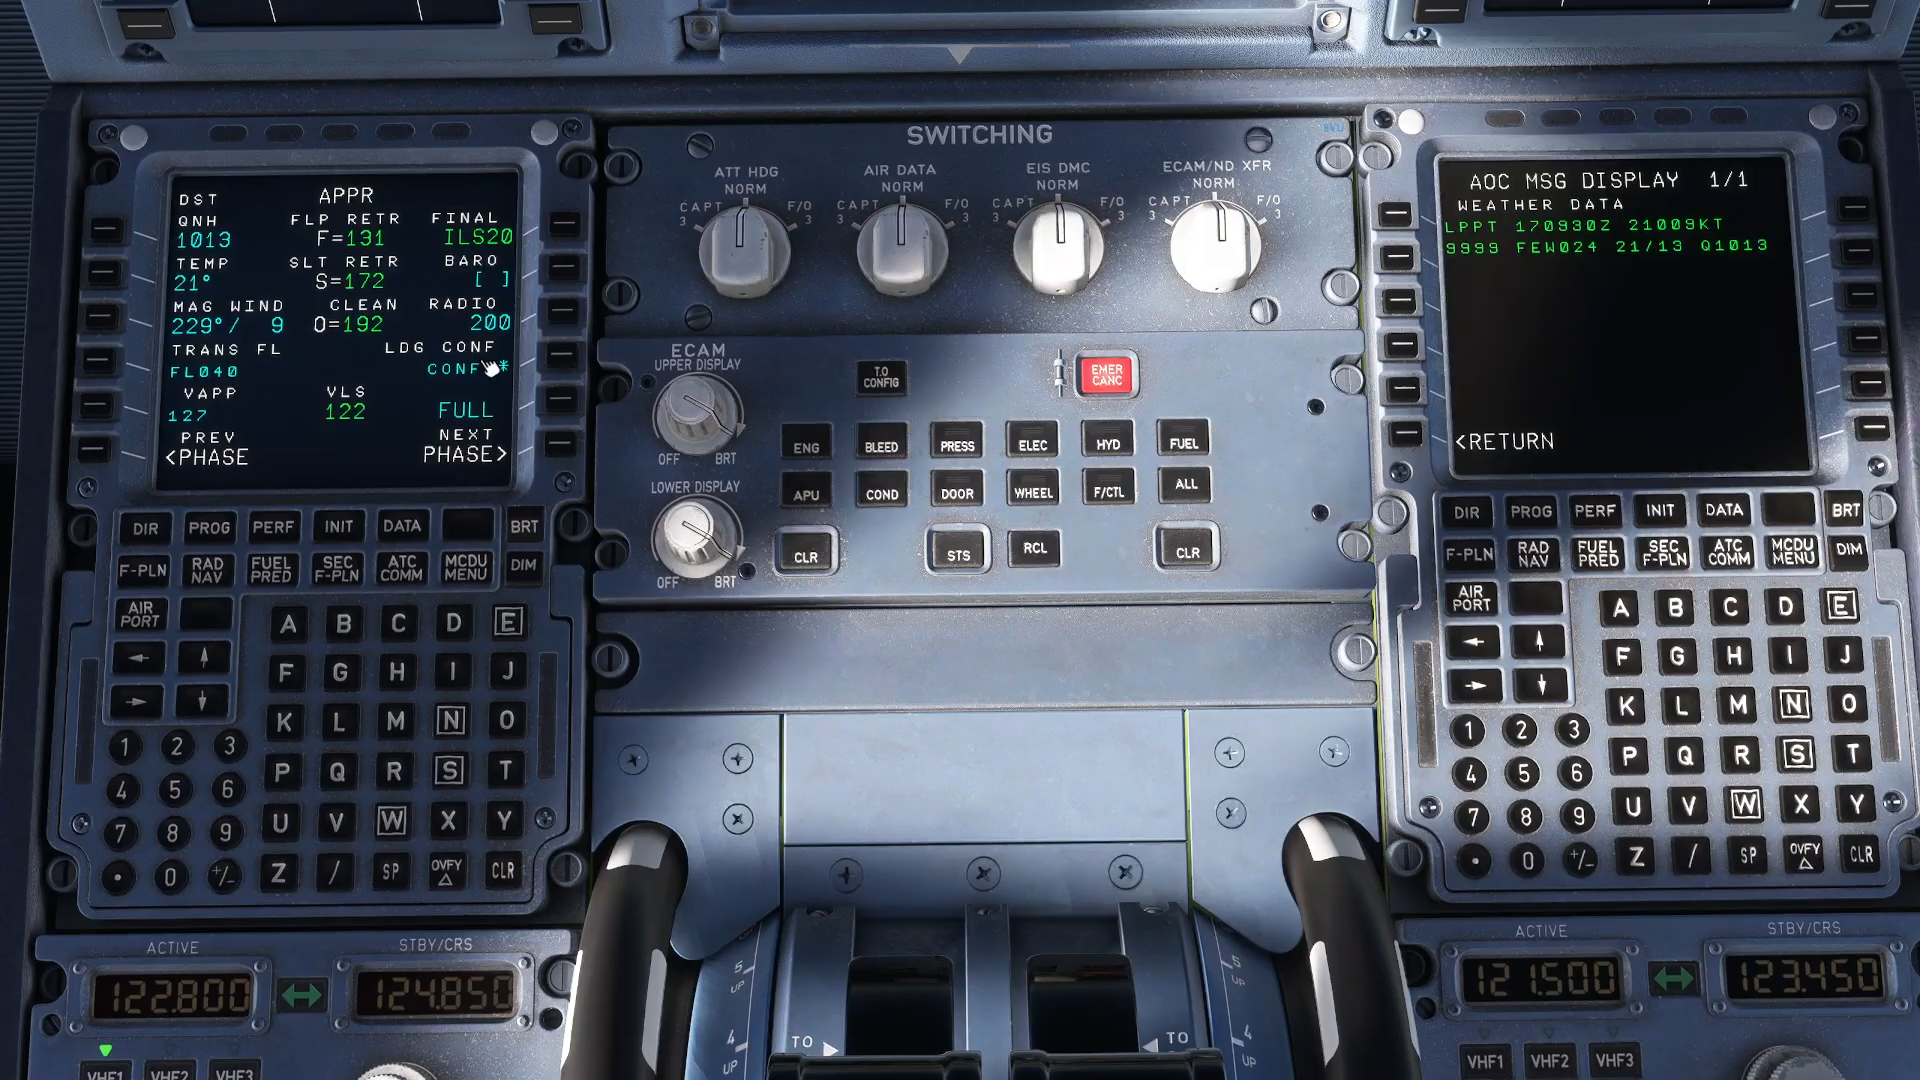 DST APPR
QNH FLP RETR FINAL
1013 F=131 ILS20
TEMP SLT RETR BARO
21° S=172 [ ]
MAG WIND CLEAN RADIO
229°/ 9 O=192 200
TRANS FL LDG CONF
FL040 CONF *
VAPP VLS
127 122 FULL
PREV NEXT
<PHASE PHASE>
DIR PROG PERF INIT DATA BRT
F-PLN RAD NAV FUEL PRED SEC F-PLN ATC COMM MCDU MENU DIM
AIR PORT
A B C D E
F G H I J
K L M N O
1 2 3
P Q R S T
4 5 6
U V W X Y
7 8 9
Z / SP OVFY △ CLR
. 0 +/-
ACTIVE STBY/CRS
122.800 124.850
VHF1 VHF2 VHF3
SWITCHING
ATT HDG AIR DATA EIS DMC ECAM/ND XFR
NORM NORM NORM NORM
CAPT F/O CAPT F/O CAPT F/O CAPT F/O
3 3 3 3 3 3 3 3
ECAM
UPPER DISPLAY
OFF BRT
LOWER DISPLAY
OFF BRT
T.O CONFIG EMER CANC
ENG BLEED PRESS ELEC HYD FUEL
APU COND DOOR WHEEL F/CTL ALL
CLR STS RCL CLR
5 5
UP UP
4 4
UP UP
TO TO
AOC MSG DISPLAY 1/1
WEATHER DATA
LPPT 170930Z 21009KT
9999 FEW024 21/13 Q1013
<RETURN
DIR PROG PERF INIT DATA BRT
F-PLN RAD NAV FUEL PRED SEC F-PLN ATC COMM MCDU MENU DIM
AIR PORT
A B C D E
F G H I J
K L M N O
1 2 3
P Q R S T
4 5 6
U V W X Y
7 8 9
Z / SP OVFY △ CLR
. 0 +/-
ACTIVE STBY/CRS
121.500 123.450
VHF1 VHF2 VHF3